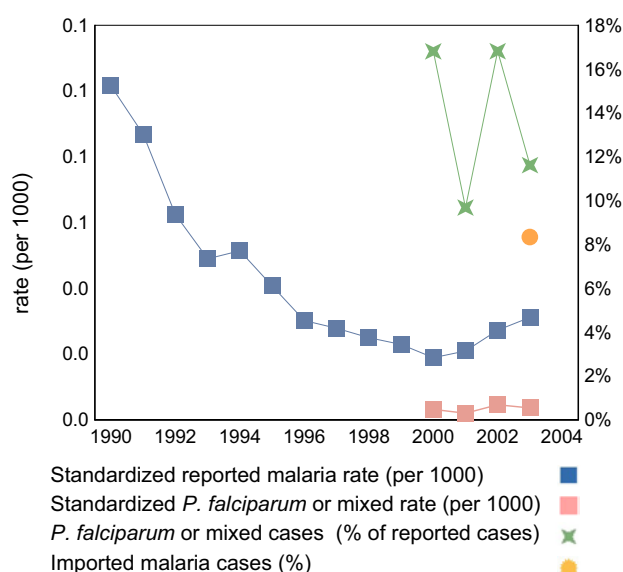 0.1
0.1
0.1
0.1
0.0
0.0
0.0
rate (per 1000)
18%
16%
14%
12%
10%
8%
6%
4%
2%
0%
1990 1992 1994 1996 1998 2000 2002 2004
Standardized reported malaria rate (per 1000)
Standardized P. falciparum or mixed rate (per 1000)
P. falciparum or mixed cases (% of reported cases)
Imported malaria cases (%)